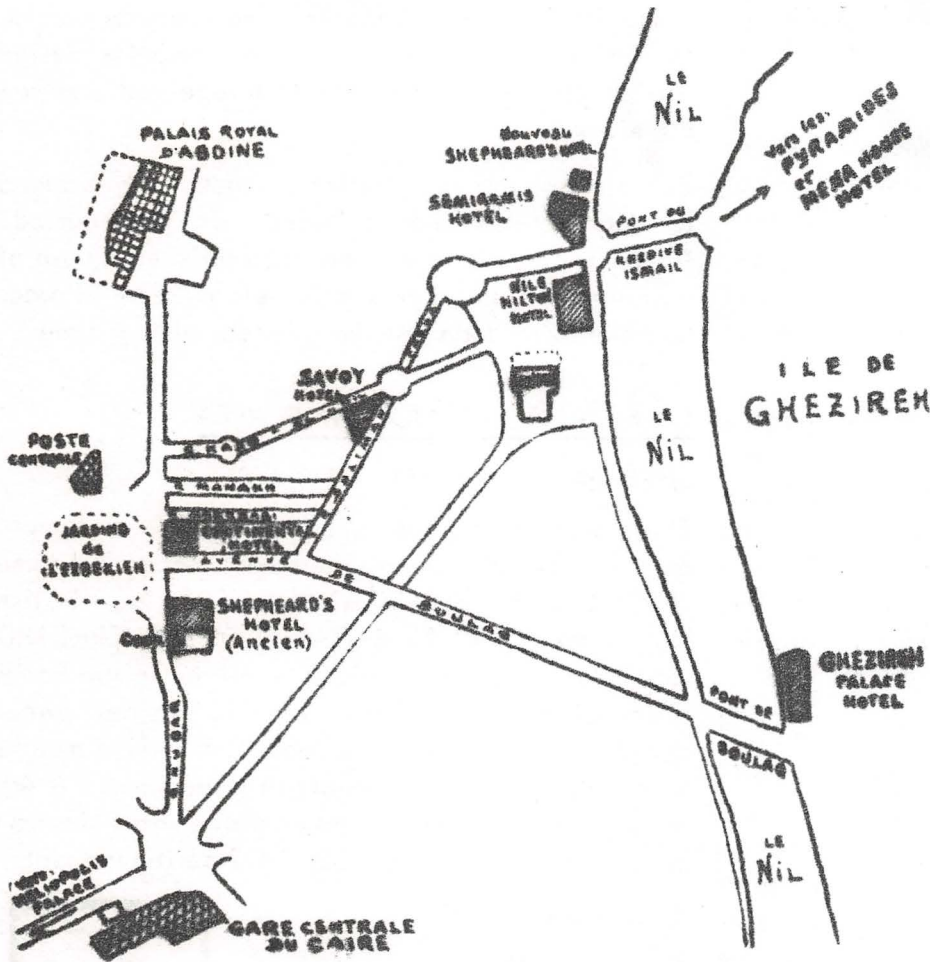 LE
NIL
PALAIS ROYAL
D'ABDINE
NOUVEAU
SHEPHEARD'S HOTEL
vers les
PYRAMIDES
et
MENA HOUSE
HOTEL
SEMIRAMIS
HOTEL
PONT DU
KHEDIVE
ISMAIL
NILE
HILTON
HOTEL
ILE DE
GHEZIREH
SAVOY
HOTEL
LE
NIL
POSTE
CENTRALE
R MANAKH
JARDINS
de
L'EZBEKIEH
CONTINENTAL
HOTEL
AVENUE DE BOULAC
SHEPHEARD'S
HOTEL
(Ancien)
GHEZIREH
PALACE
HOTEL
PONT DE
BOULAC
LE
NIL
vers
HELIOPOLIS
PALACE
GARE CENTRALE
DU CAIRE